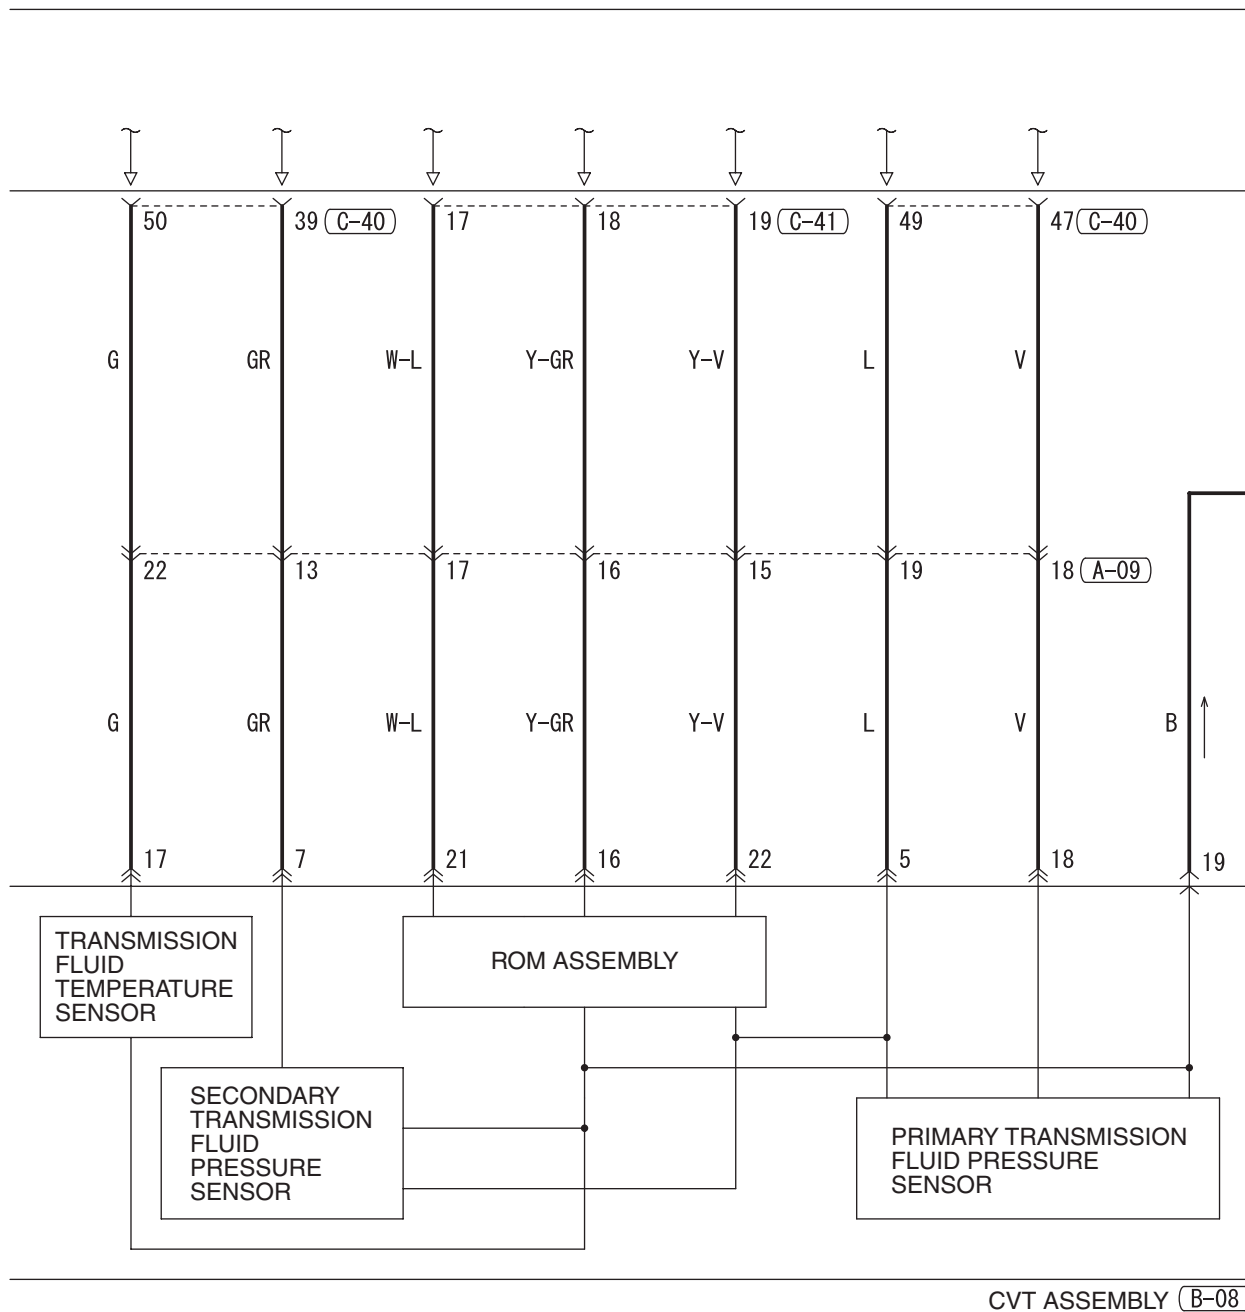 50 39 C-40 17 18 19 C-41 49 47 C-40
G GR W-L Y-GR Y-V L V
22 13 17 16 15 19 18 A-09
G GR W-L Y-GR Y-V L V B
17 7 21 16 22 5 18 19
TRANSMISSION
FLUID
TEMPERATURE
SENSOR
ROM ASSEMBLY
SECONDARY
TRANSMISSION
FLUID
PRESSURE
SENSOR
PRIMARY TRANSMISSION
FLUID PRESSURE
SENSOR
CVT ASSEMBLY B-08